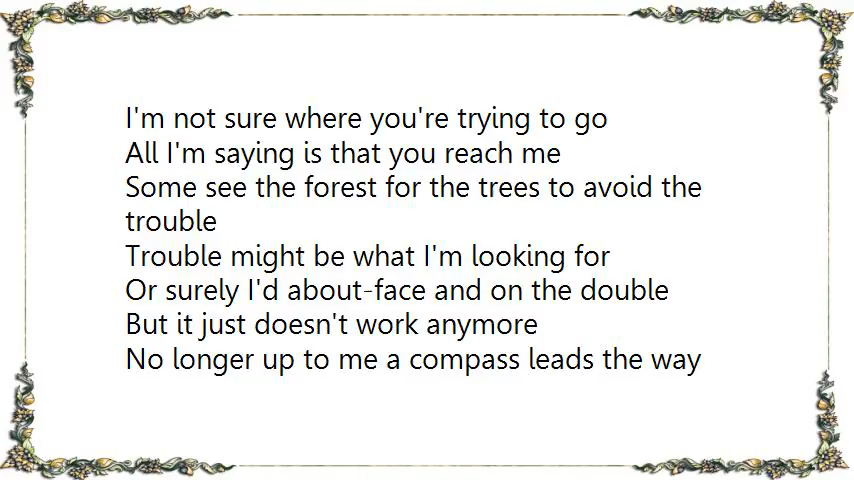 I'm not sure where you're trying to go
All I'm saying is that you reach me
Some see the forest for the trees to avoid the
trouble
Trouble might be what I'm looking for
Or surely I'd about-face and on the double
But it just doesn't work anymore
No longer up to me a compass leads the way